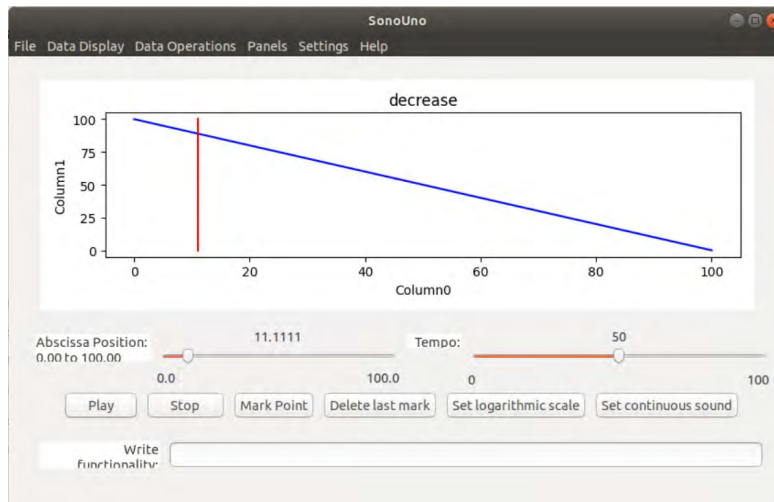 SonoUno
File Data Display Data Operations Panels Settings Help
decrease
100
75
50
25
0
Column1
0 20 40 60 80 100
Column0
Abscissa Position: 11.1111 Tempo: 50
0.00 to 100.00
0.0 100.0 0 100
Play Stop Mark Point Delete last mark Set logarithmic scale Set continuous sound
Write
functionality: